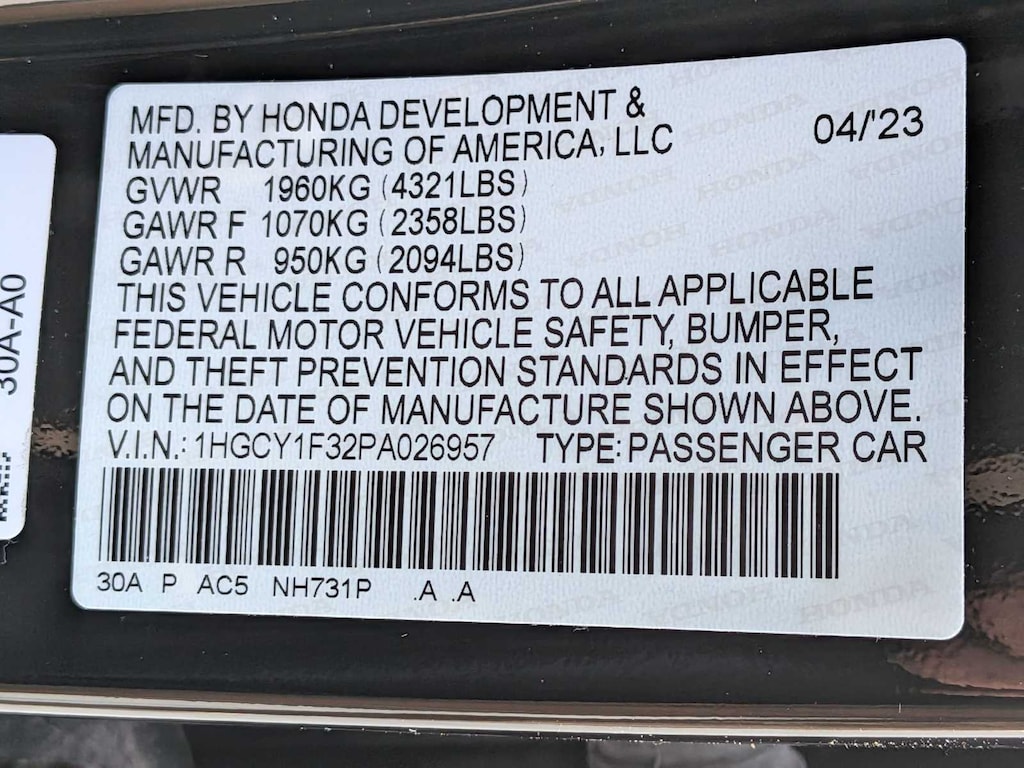 MFD. BY HONDA DEVELOPMENT &
MANUFACTURING OF AMERICA, LLC
04/'23
GVWR 1960KG (4321LBS)
GAWR F 1070KG (2358LBS)
GAWR R 950KG (2094LBS)
THIS VEHICLE CONFORMS TO ALL APPLICABLE
FEDERAL MOTOR VEHICLE SAFETY, BUMPER,
AND THEFT PREVENTION STANDARDS IN EFFECT
ON THE DATE OF MANUFACTURE SHOWN ABOVE.
V.I.N.: 1HGCY1F32PA026957 TYPE: PASSENGER CAR
30A P AC5 NH731P .A .A
30A-A0